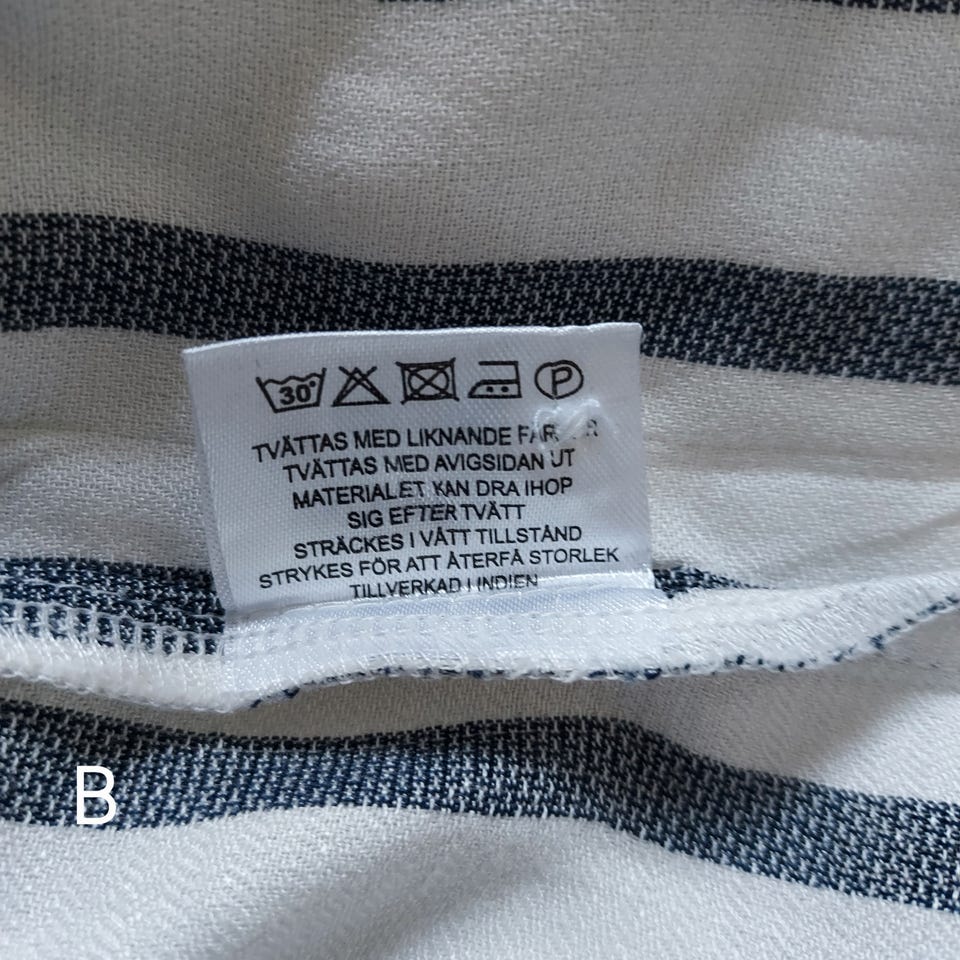 30°
P
TVÄTTAS MED LIKNANDE
TVÄTTAS MED AVIGSIDAN UT
MATERIALET KAN DRA IHOP
SIG EFTER TVÄTT
STRÄCKES I VÅTT TILLSTÅND
STRYKES FÖR ATT ÅTERFÅ STORLEK
TILLVERKAD I INDIEN
B